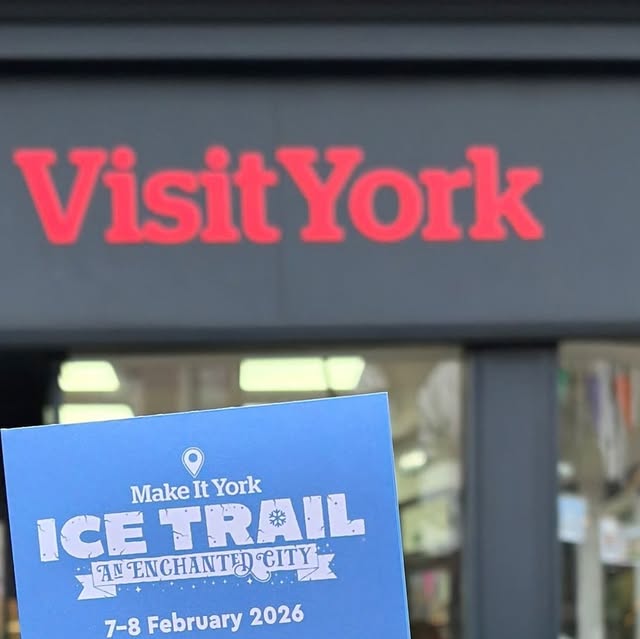 Visit York
Make It York
ICE TRAIL
AN ENCHANTED CITY
7–8 February 2026